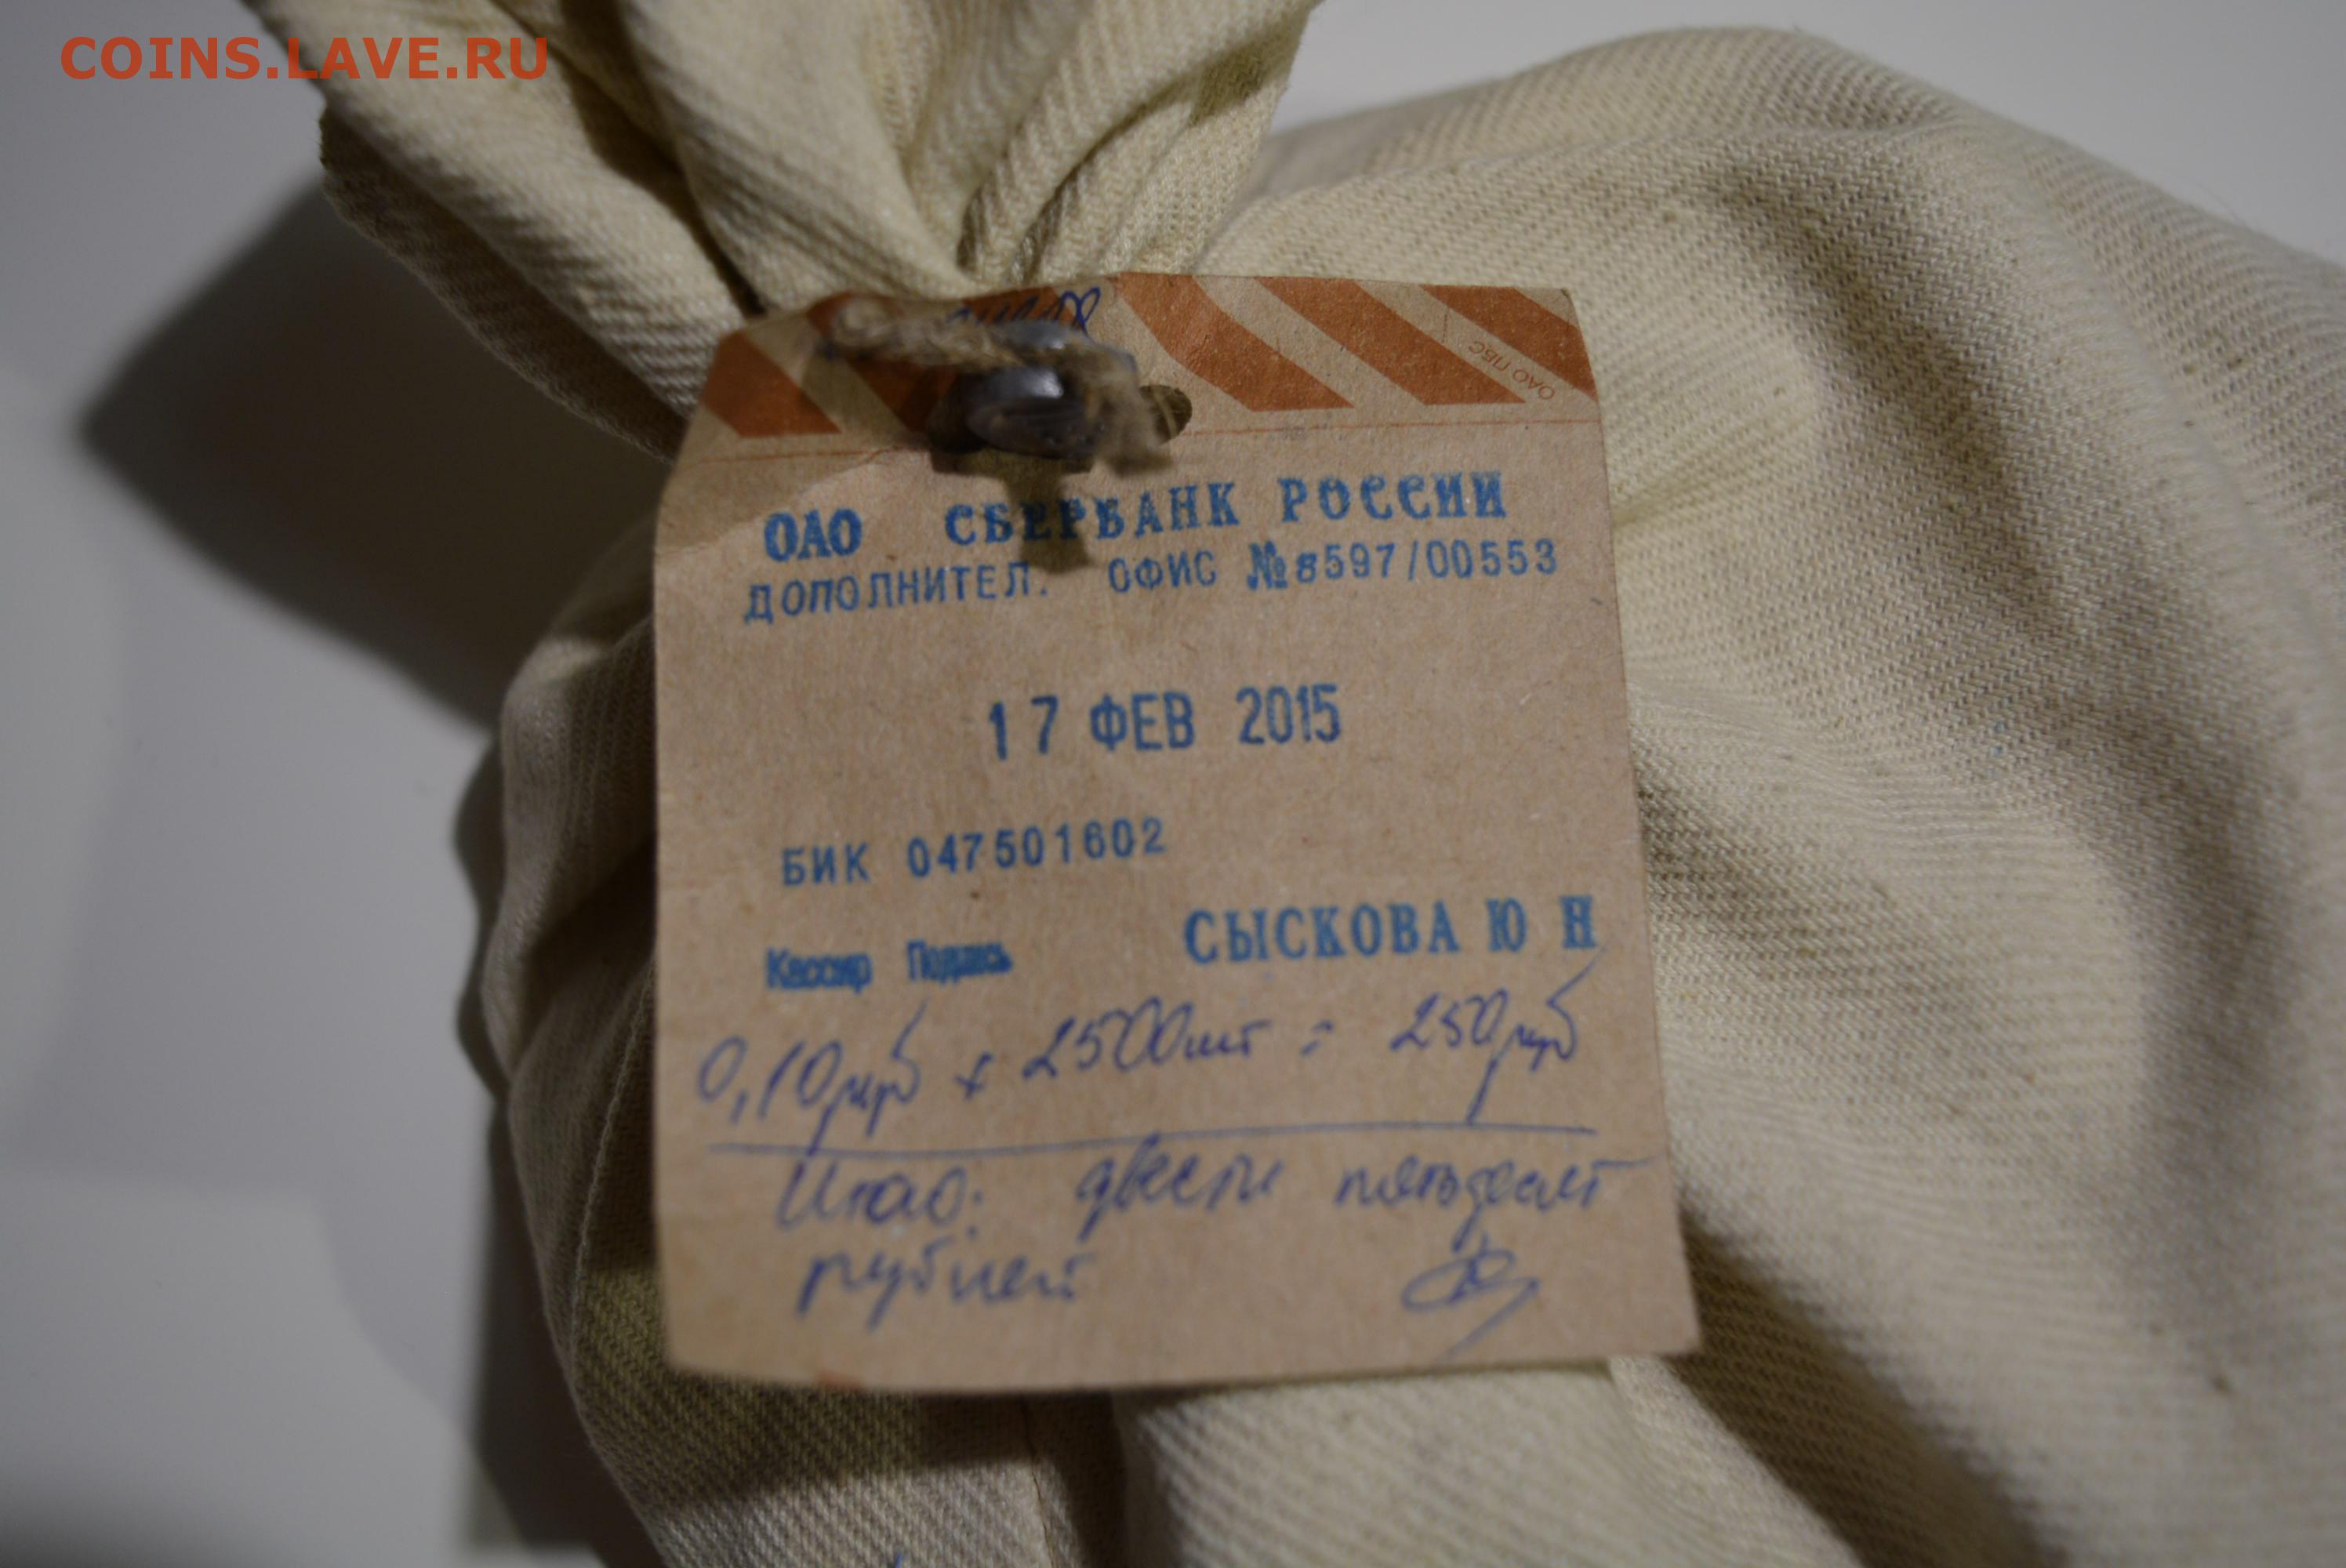 COINS.LAVE.RU
ОАО ПБС
ОАО СБЕРБАНК РОССИИ
ДОПОЛНИТЕЛ. ОФИС №8597/00553
17 ФЕВ 2015
БИК 047501602
Кассир Подпись СЫСКОВА Ю Н
0,10руб × 2500шт = 250руб
Итого: двести пятьдесят
рублей